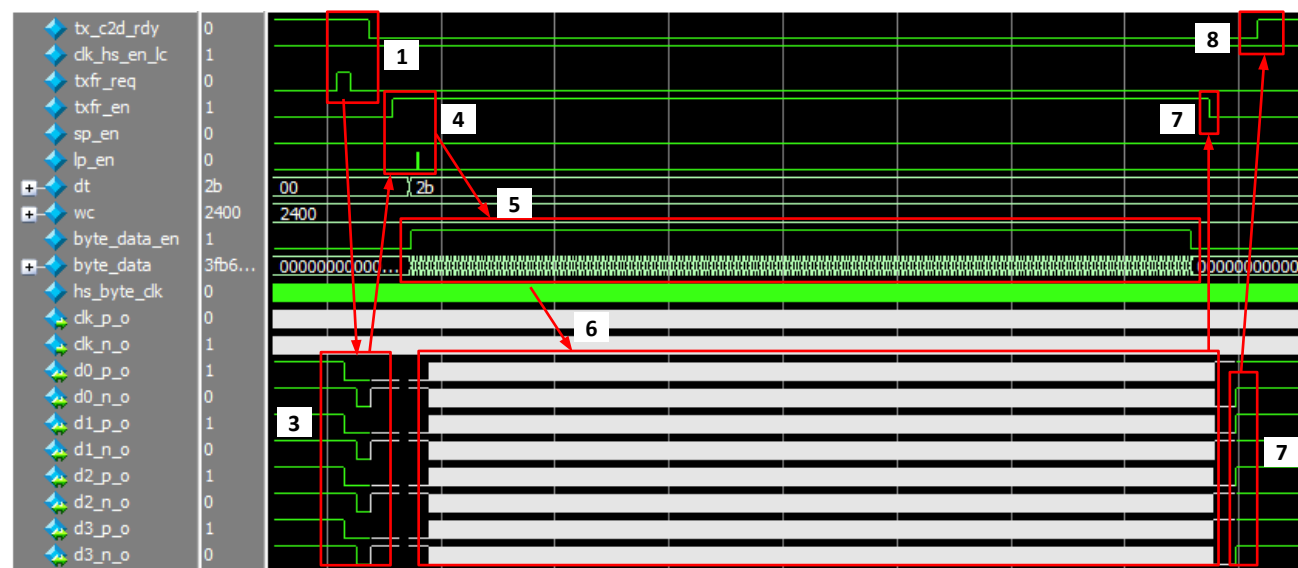 tx_c2d_rdy 0
clk_hs_en_lc 1
txfr_req 0
txfr_en 1
sp_en 0
lp_en 0
dt 2b 00 2b
wc 2400 2400
byte_data_en 1
byte_data 3fb6... 00000000000... 00000000000
hs_byte_clk 0
clk_p_o 0
clk_n_o 1
d0_p_o 1
d0_n_o 0
d1_p_o 1
d1_n_o 0
d2_p_o 1
d2_n_o 0
d3_p_o 1
d3_n_o 0
1
8
4
7
5
6
3
7